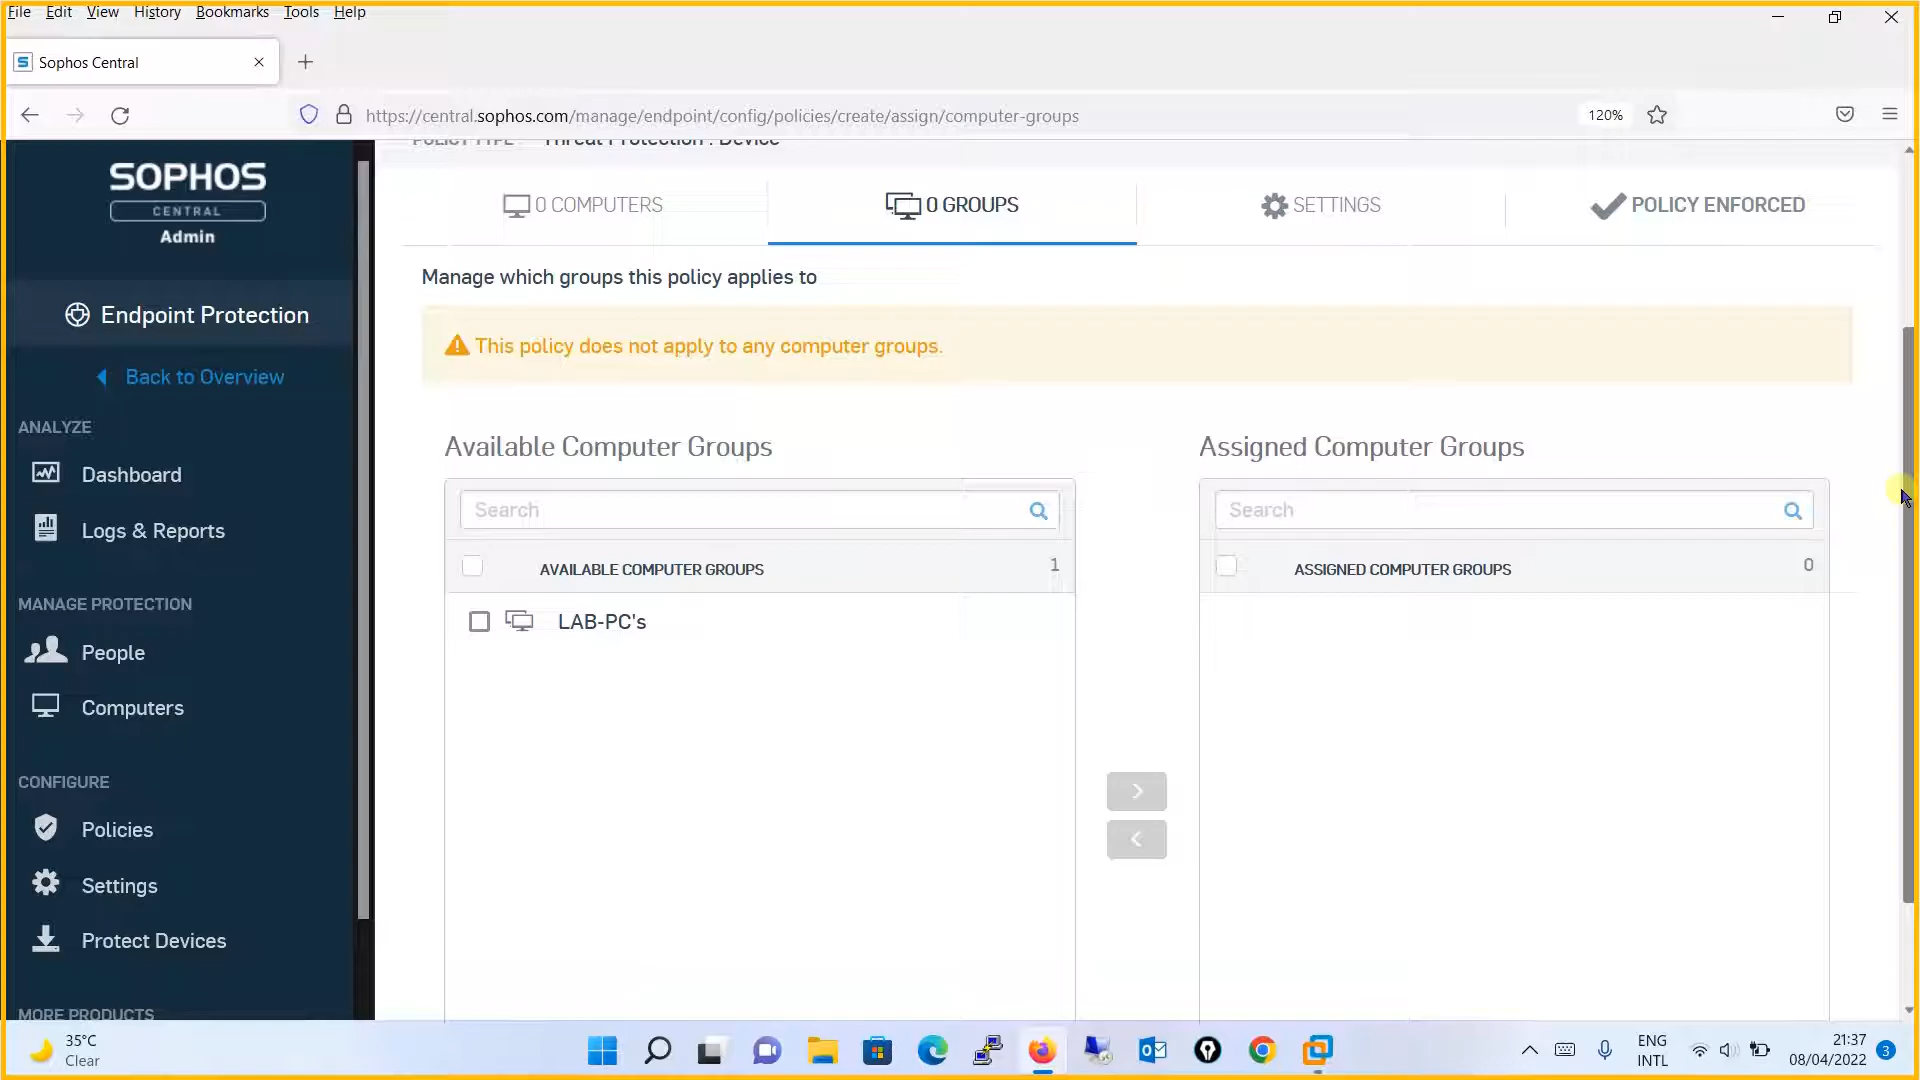 File Edit View History Bookmarks Tools Help
Sophos Central
https://central.sophos.com/manage/endpoint/config/policies/create/assign/computer-groups
120%
POLICY TYPE Threat Protection : Device
SOPHOS
CENTRAL
Admin
Endpoint Protection
Back to Overview
ANALYZE
Dashboard
Logs & Reports
MANAGE PROTECTION
People
Computers
CONFIGURE
Policies
Settings
Protect Devices
MORE PRODUCTS
0 COMPUTERS
0 GROUPS
SETTINGS
POLICY ENFORCED
Manage which groups this policy applies to
This policy does not apply to any computer groups.
Available Computer Groups
Search
AVAILABLE COMPUTER GROUPS 1
LAB-PC's
Assigned Computer Groups
Search
ASSIGNED COMPUTER GROUPS 0
35°C
Clear
ENG
INTL
21:37
08/04/2022
3